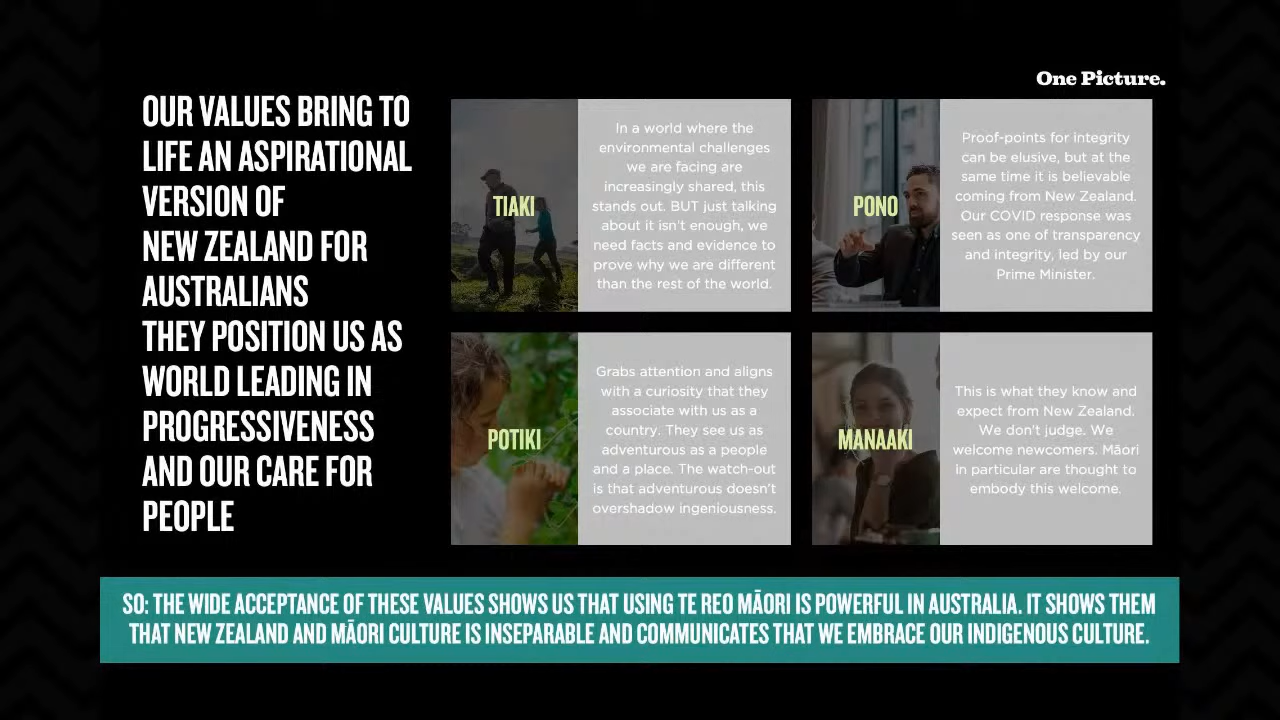 One Picture.
OUR VALUES BRING TO
LIFE AN ASPIRATIONAL
VERSION OF
NEW ZEALAND FOR
AUSTRALIANS
THEY POSITION US AS
WORLD LEADING IN
PROGRESSIVENESS
AND OUR CARE FOR
PEOPLE
TIAKI
In a world where the
environmental challenges
we are facing are
increasingly shared, this
stands out. BUT just talking
about it isn't enough, we
need facts and evidence to
prove why we are different
than the rest of the world.
PONO
Proof-points for integrity
can be elusive, but at the
same time it is believable
coming from New Zealand.
Our COVID response was
seen as one of transparency
and integrity, led by our
Prime Minister.
POTIKI
Grabs attention and aligns
with a curiosity that they
associate with us as a
country. They see us as
adventurous as a people
and a place. The watch-out
is that adventurous doesn't
overshadow ingeniousness.
MANAAKI
This is what they know and
expect from New Zealand.
We don't judge. We
welcome newcomers. Māori
in particular are thought to
embody this welcome.
SO: THE WIDE ACCEPTANCE OF THESE VALUES SHOWS US THAT USING TE REO MĀORI IS POWERFUL IN AUSTRALIA. IT SHOWS THEM
THAT NEW ZEALAND AND MĀORI CULTURE IS INSEPARABLE AND COMMUNICATES THAT WE EMBRACE OUR INDIGENOUS CULTURE.